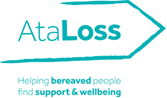 AtaLoss
Helping bereaved people
find support & wellbeing